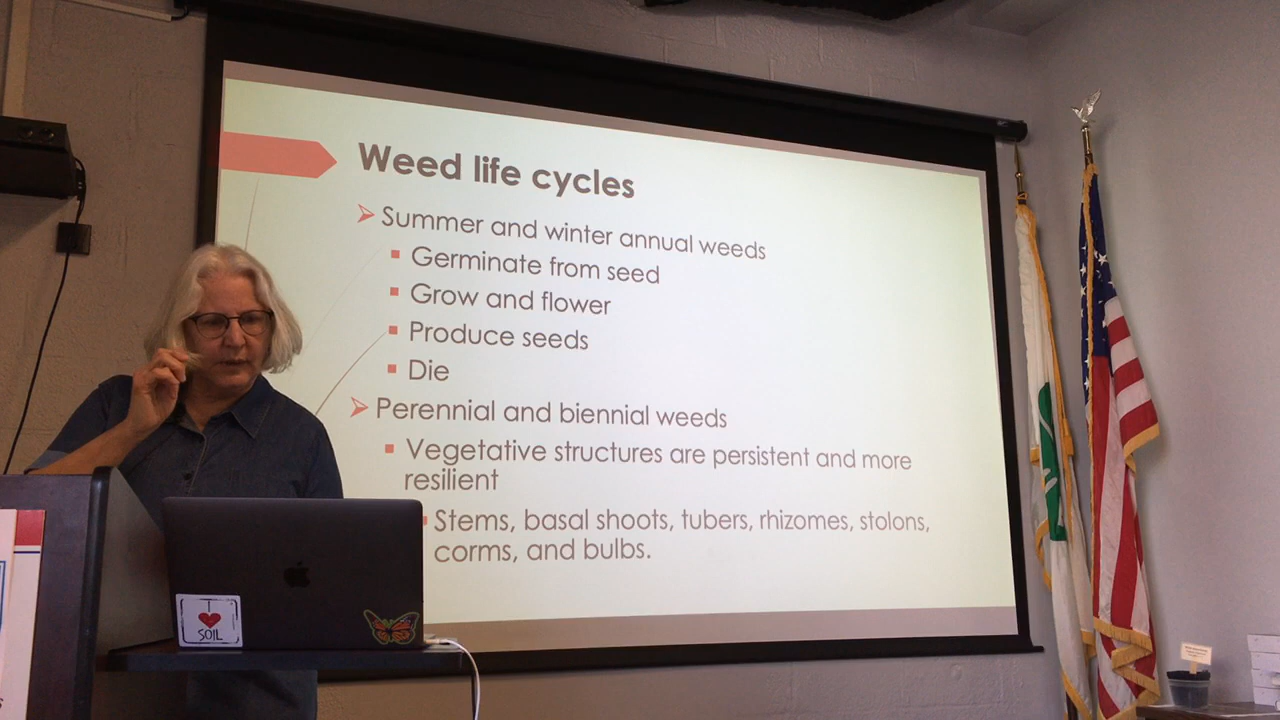 Weed life cycles
Summer and winter annual weeds
Germinate from seed
Grow and flower
Produce seeds
Die
Perennial and biennial weeds
Vegetative structures are persistent and more
resilient
Stems, basal shoots, tubers, rhizomes, stolons,
corms, and bulbs.
I
SOIL